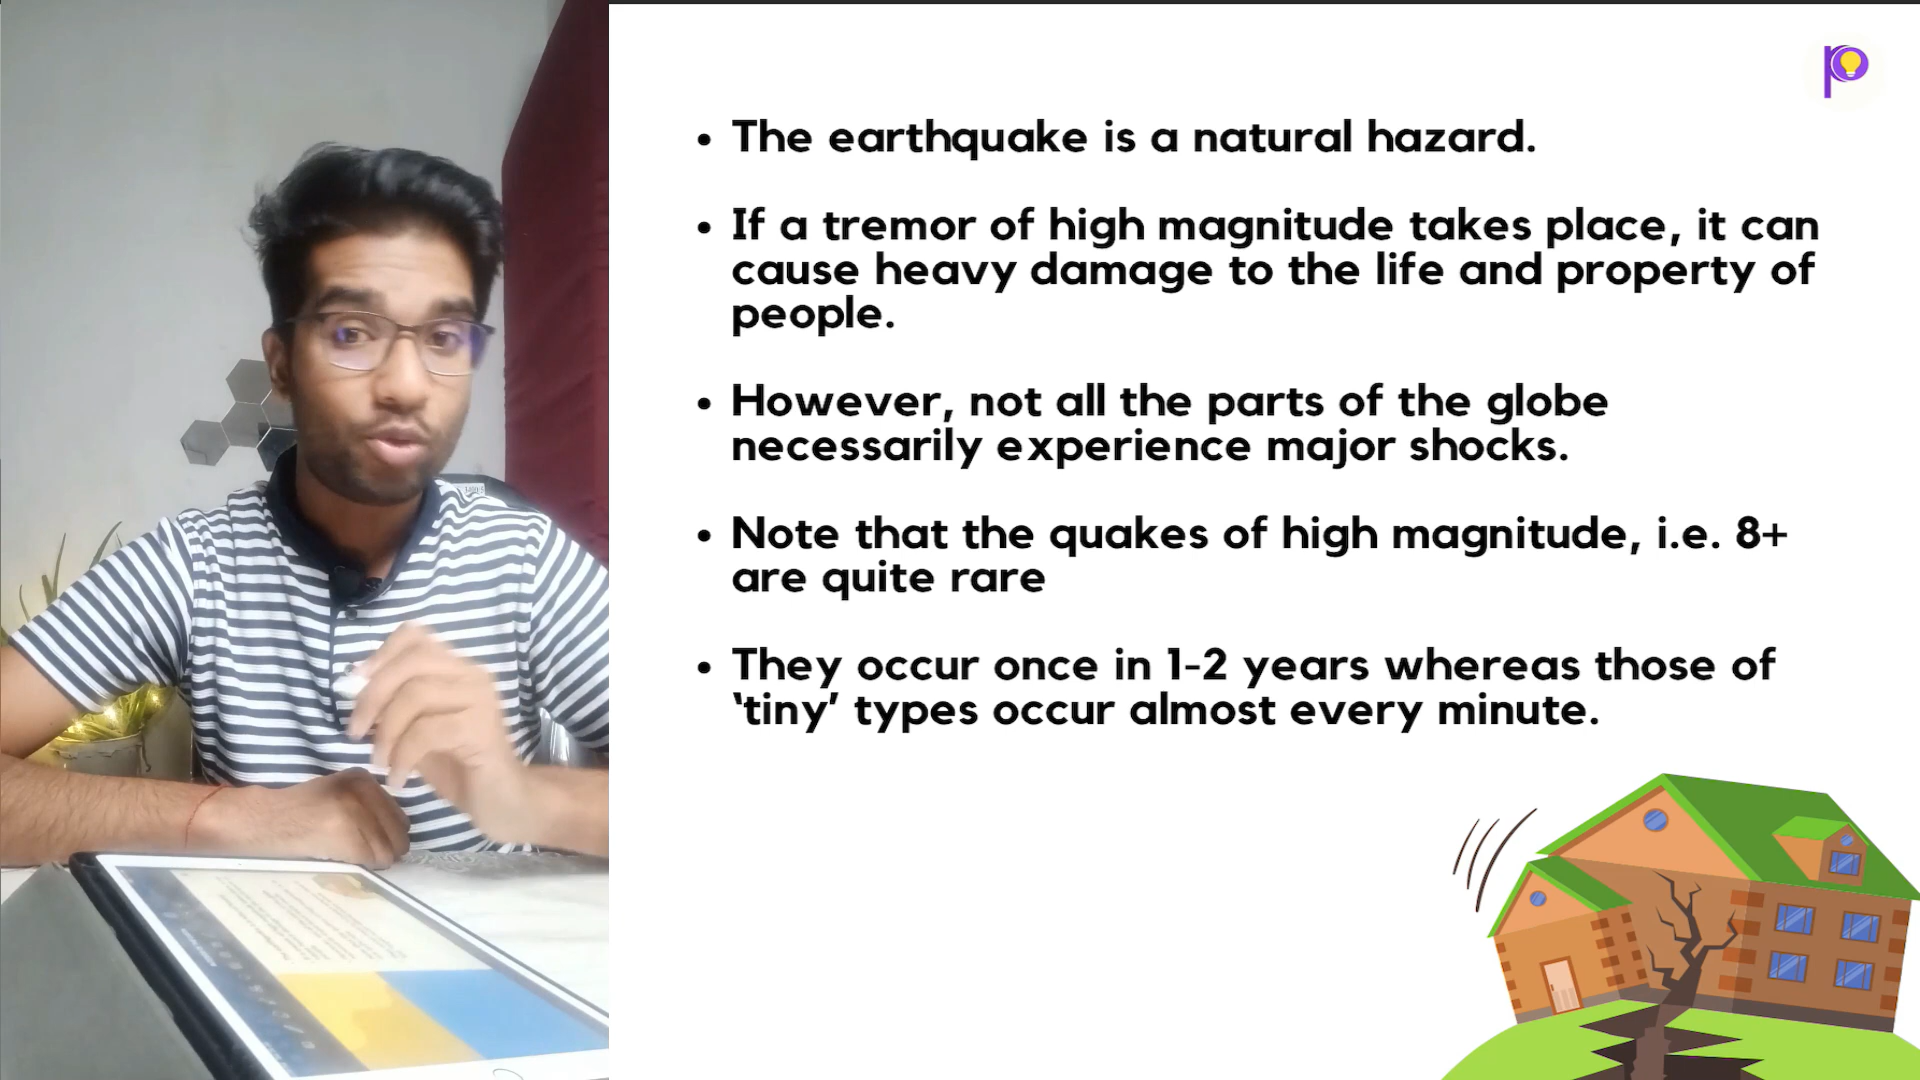 • The earthquake is a natural hazard.
• If a tremor of high magnitude takes place, it can
cause heavy damage to the life and property of
people.
• However, not all the parts of the globe
necessarily experience major shocks.
• Note that the quakes of high magnitude, i.e. 8+
are quite rare
• They occur once in 1-2 years whereas those of
‘tiny’ types occur almost every minute.